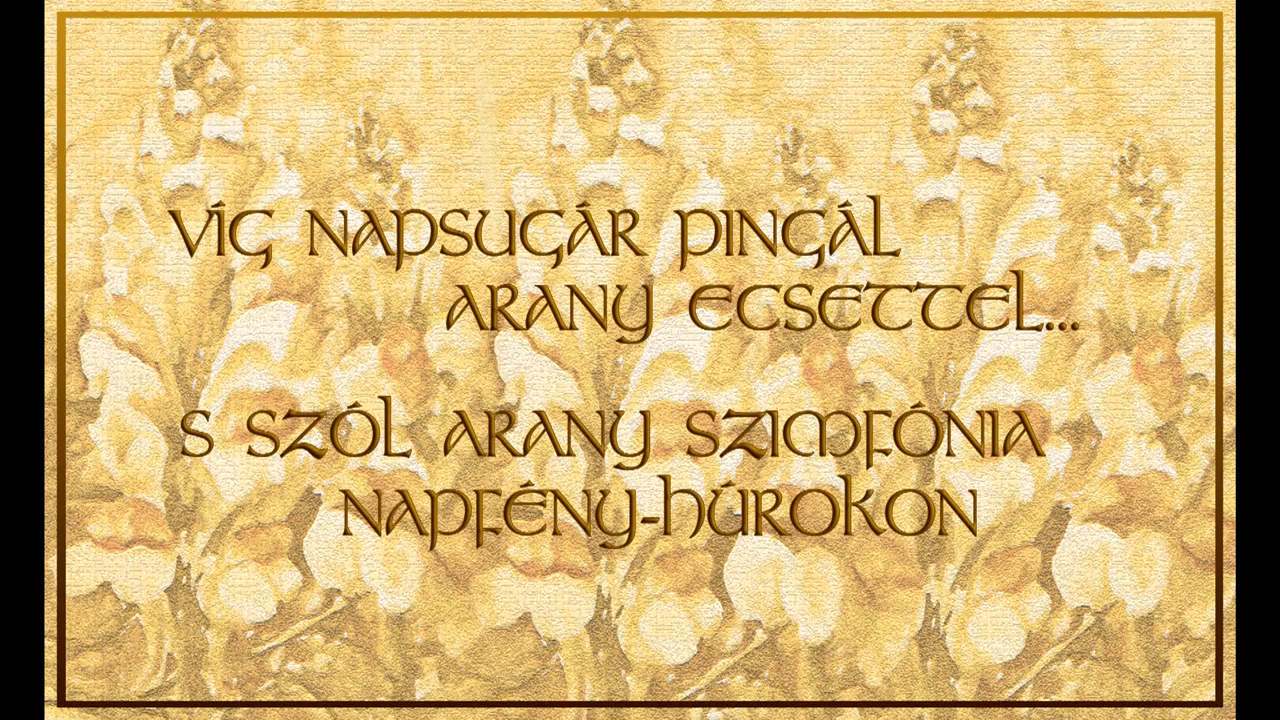 VÍG NAPSUGÁR PINGÁL
ARANY ECSETTEL...
S SZÓL ARANY SZIMFÓNIA
NAPFÉNY-HÚROKON